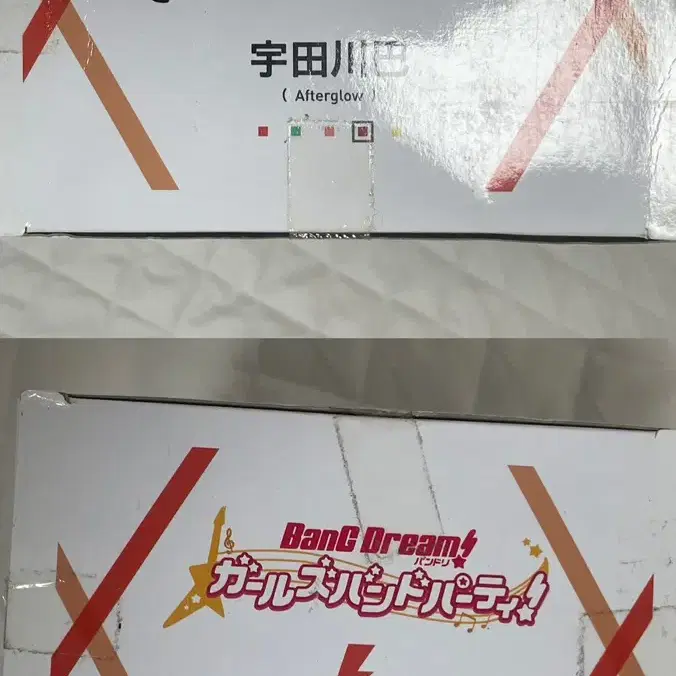 宇田川巴
( Afterglow )
BanG Dream!
バンドリ
ガールズバンドパーティ!